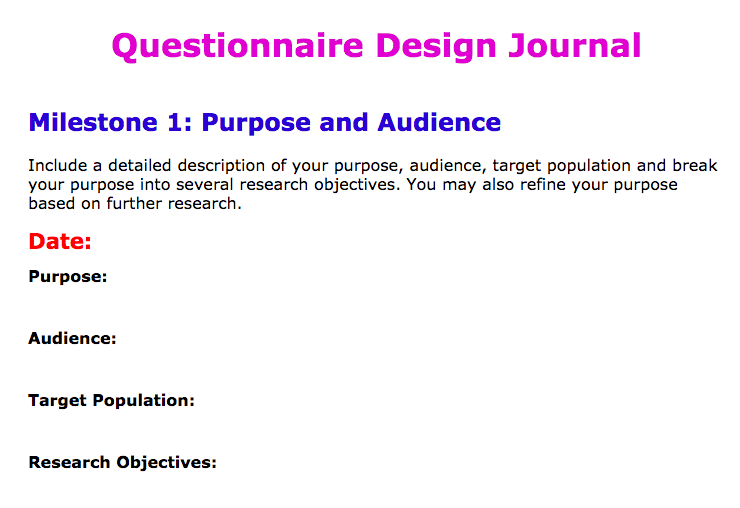 Questionnaire Design Journal
Milestone 1: Purpose and Audience
Include a detailed description of your purpose, audience, target population and break
your purpose into several research objectives. You may also refine your purpose
based on further research.
Date:
Purpose:
Audience:
Target Population:
Research Objectives: